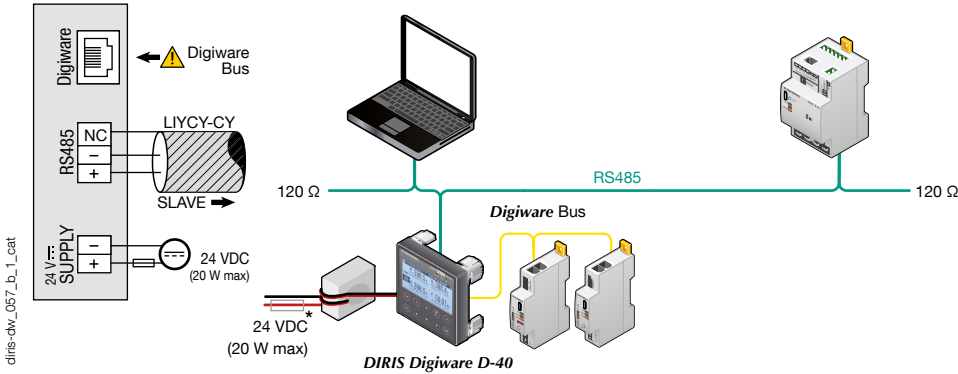 Digiware
Digiware
Bus
RS485
NC
−
+
LIYCY-CY
SLAVE
24 V
SUPPLY
−
+
24 VDC
(20 W max)
diris-dw_057_b_1_cat
120 Ω
RS485
120 Ω
Digiware Bus
*
24 VDC
(20 W max)
DIRIS Digiware D-40